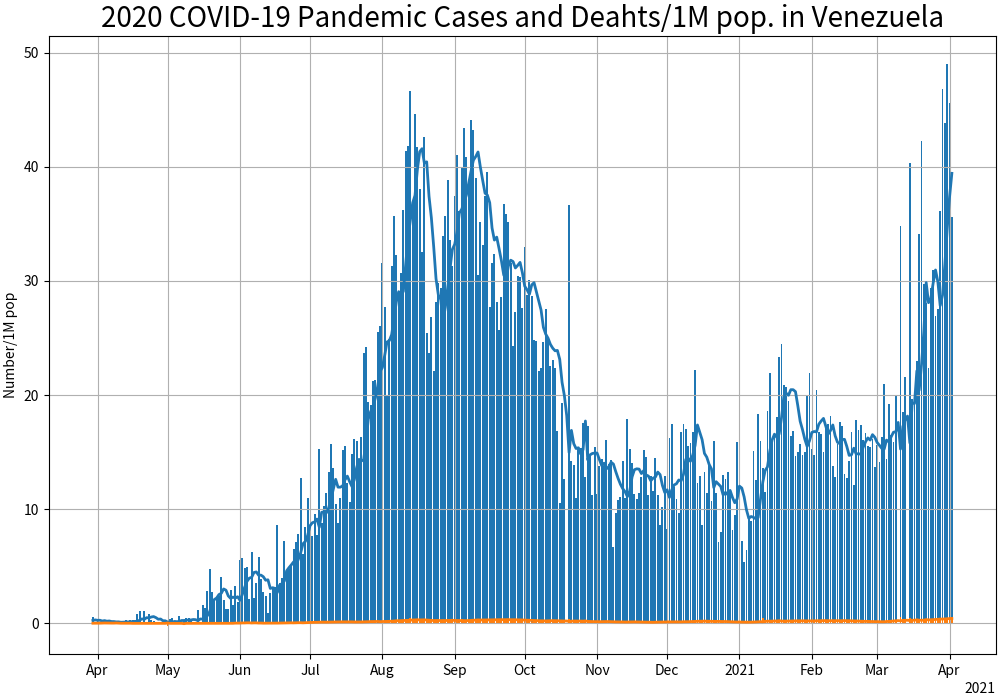 2020 COVID-19 Pandemic Cases and Deahts/1M pop. in Venezuela
Number/1M pop
50
40
30
20
10
0
Apr May Jun Jul Aug Sep Oct Nov Dec 2021 Feb Mar Apr
2021